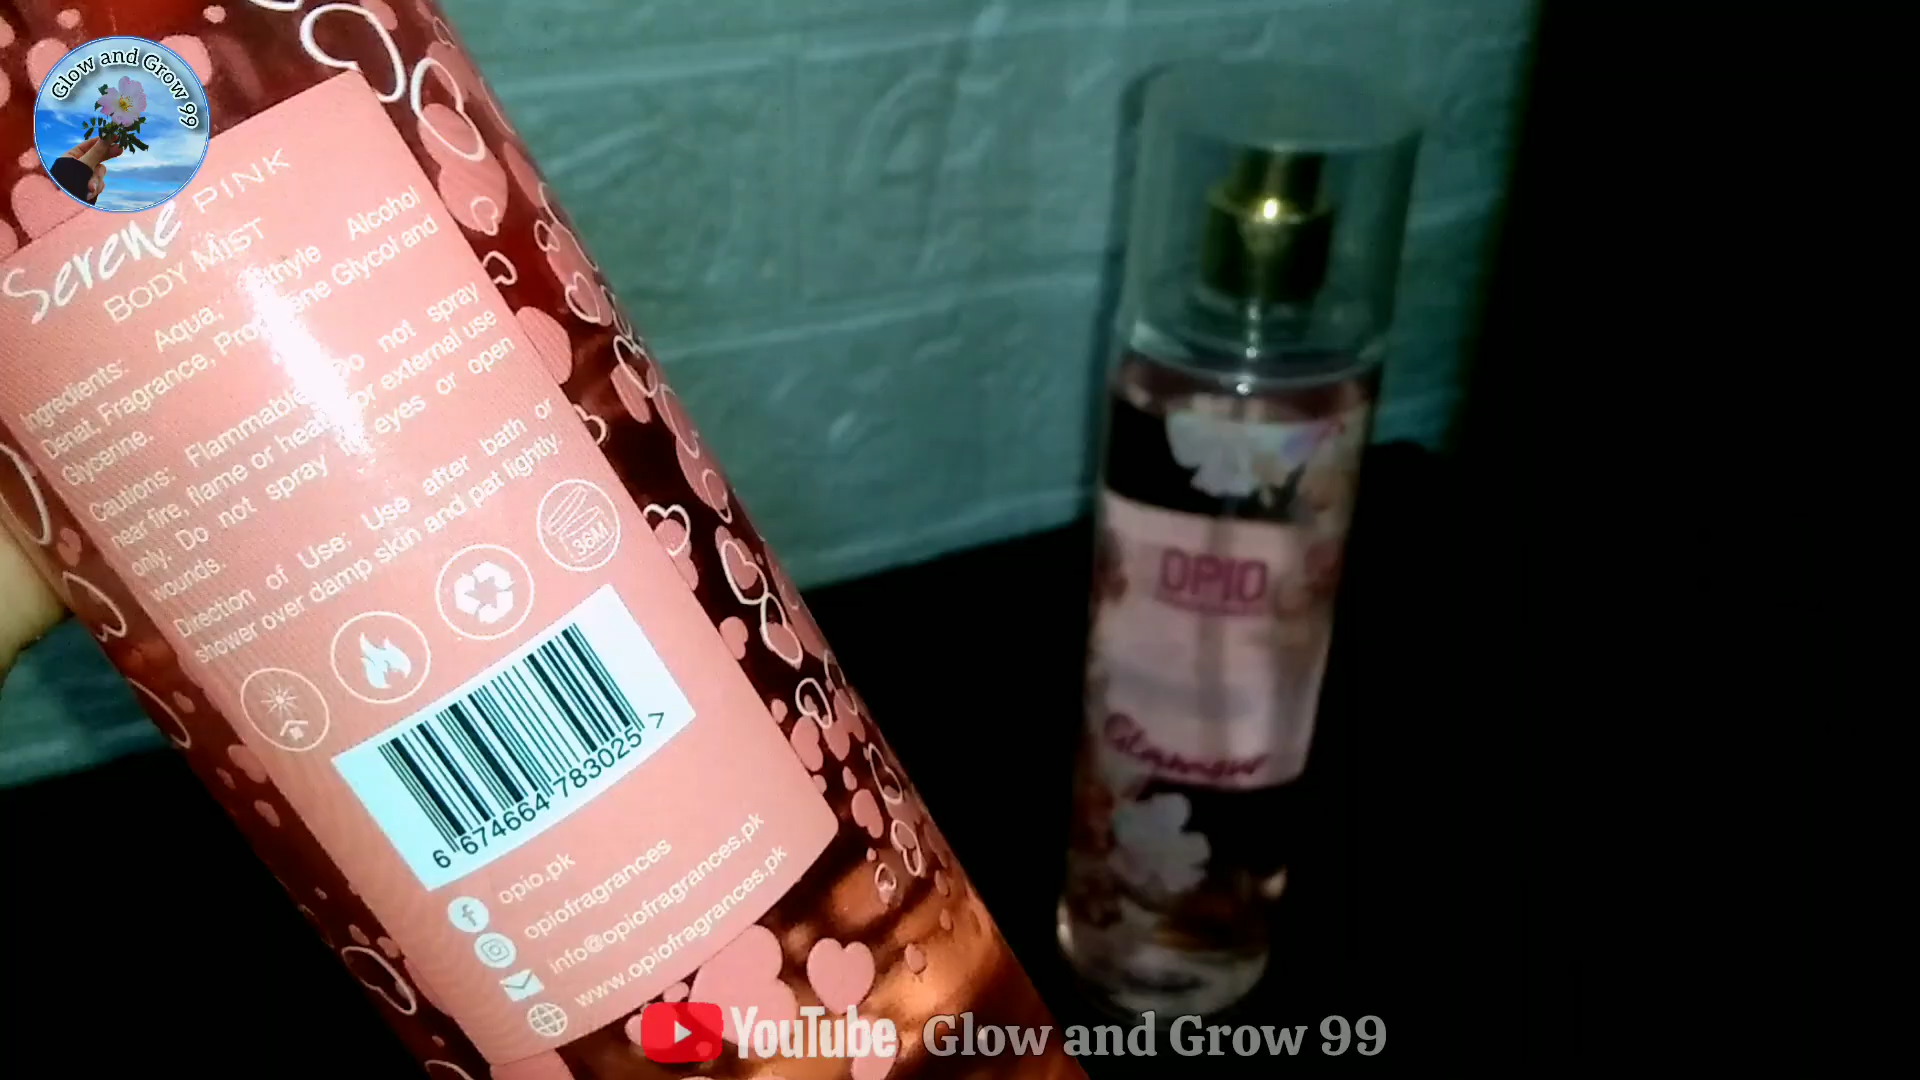 Glow and Grow 99
Serene PINK
BODY MIST
Ingredients: Aqua, Alcohol
Denat, Fragrance, Glycol and
Glycerine.
Cautions: Flammable. Do not spray
near fire, flame or heat. For external use
only. Do not spray in eyes or open
wounds.
Direction of Use: Use after bath or
shower over damp skin and pat lightly.
36M
6 674664 783025 >
opio.pk
opiofragrances
info@opiofragrances.pk
www.opiofragrances.pk
OPIO
Glamour
YouTube Glow and Grow 99